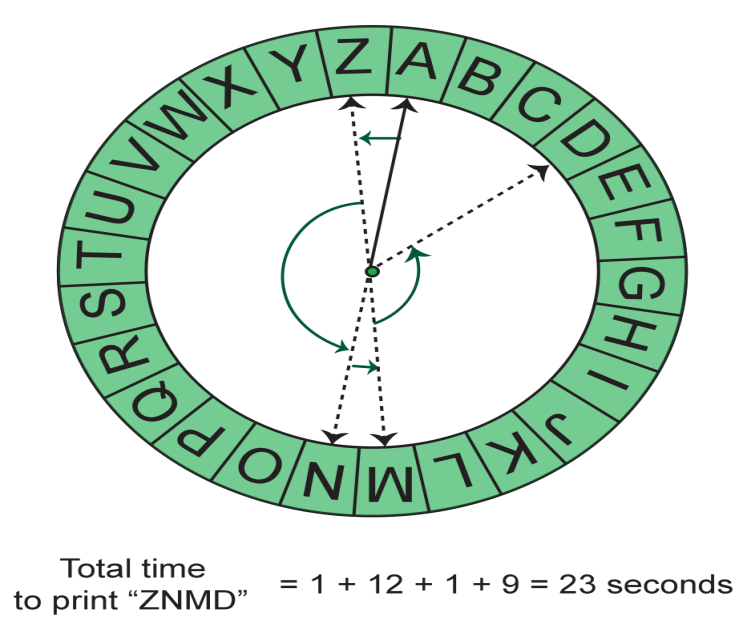 A B C D E F G H I J K L M N O P Q R S T U V W X Y Z
Total time
to print “ZNMD” = 1 + 12 + 1 + 9 = 23 seconds